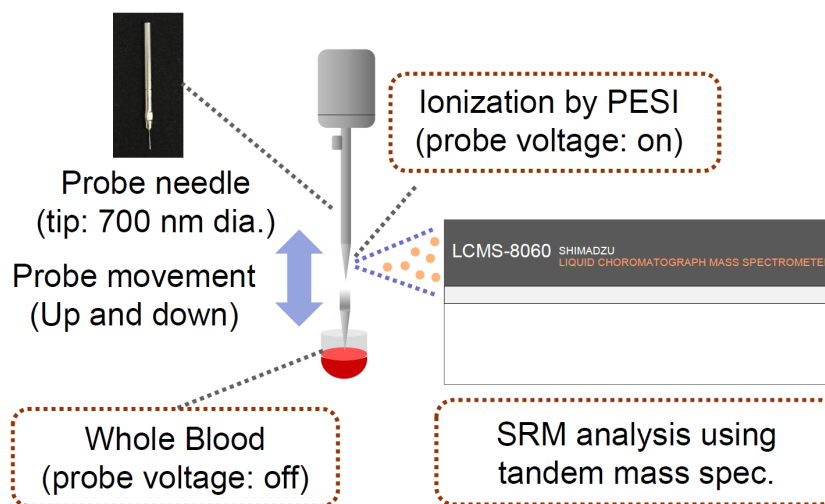 Ionization by PESI
(probe voltage: on)
Probe needle
(tip: 700 nm dia.)
Probe movement
(Up and down)
LCMS-8060 SHIMADZU
LIQUID CHOROMATOGRAPH MASS SPECTROMETER
Whole Blood
(probe voltage: off)
SRM analysis using
tandem mass spec.